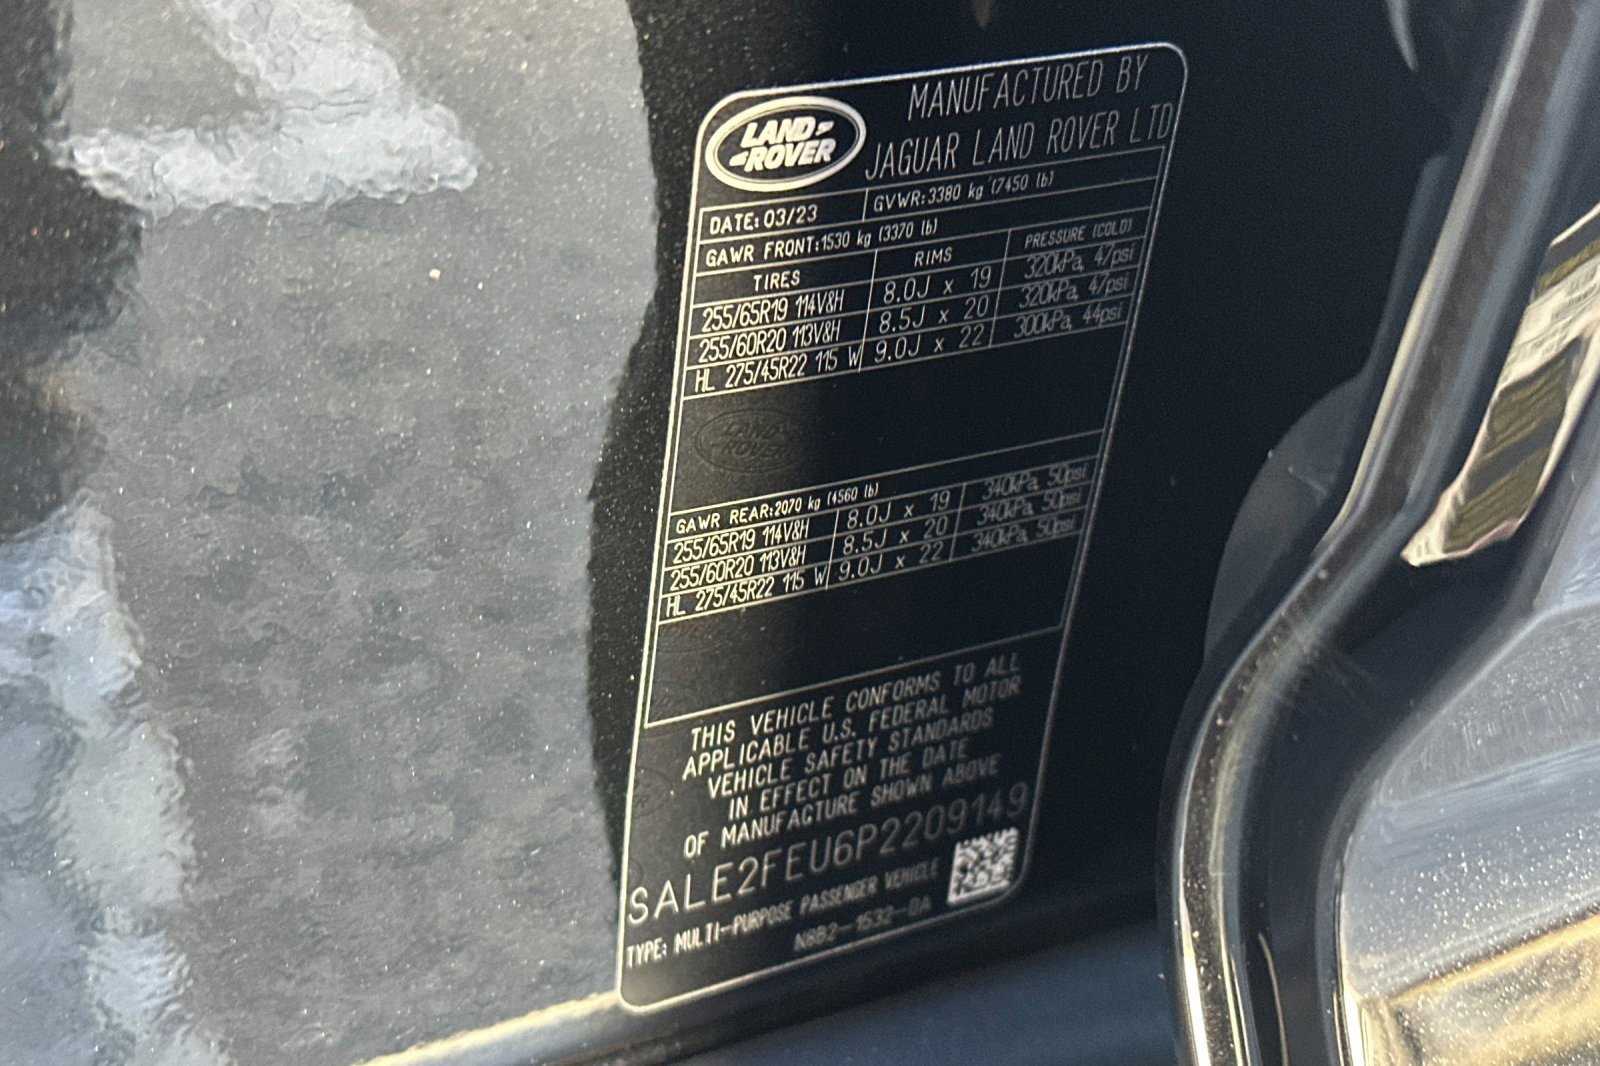 LAND
ROVER
MANUFACTURED BY
JAGUAR LAND ROVER LTD
DATE: 03/23 GVWR: 3380 kg (7450 lb)
GAWR FRONT: 1530 kg (3370 lb)
TIRES RIMS PRESSURE (COLD)
255/65R19 114V&H 8.0J x 19 320kPa, 47psi
255/60R20 113V&H 8.5J x 20 320kPa, 47psi
HL 275/45R22 115 W 9.0J x 22 300kPa, 44psi
LAND
ROVER
GAWR REAR: 2070 kg (4560 lb)
255/65R19 114V&H 8.0J x 19 340kPa, 50psi
255/60R20 113V&H 8.5J x 20 340kPa, 50psi
HL 275/45R22 115 W 9.0J x 22 340kPa, 50psi
THIS VEHICLE CONFORMS TO ALL
APPLICABLE U.S. FEDERAL MOTOR
VEHICLE SAFETY STANDARDS
IN EFFECT ON THE DATE
OF MANUFACTURE SHOWN ABOVE
SALE2FEU6P2209149
TYPE: MULTI-PURPOSE PASSENGER VEHICLE